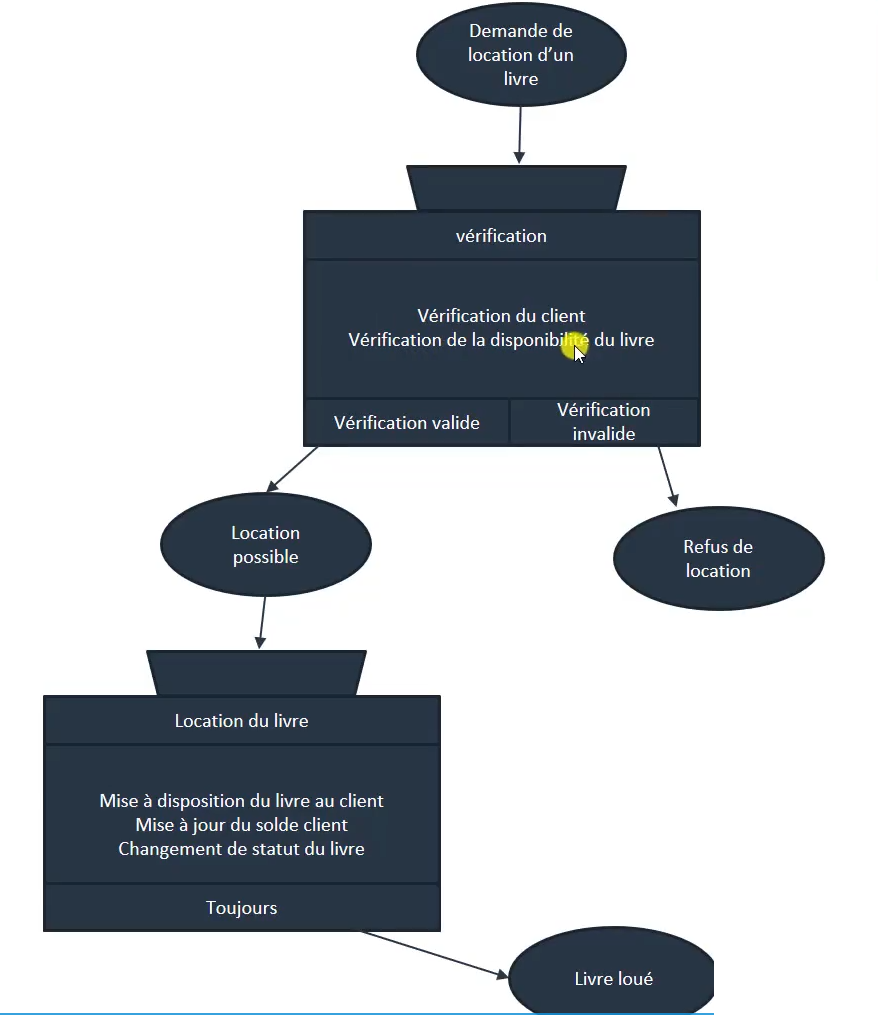 Demande de
location d’un
livre
vérification
Vérification du client
Vérification de la disponibilité du livre
Vérification valide
Vérification
invalide
Location
possible
Refus de
location
Location du livre
Mise à disposition du livre au client
Mise à jour du solde client
Changement de statut du livre
Toujours
Livre loué